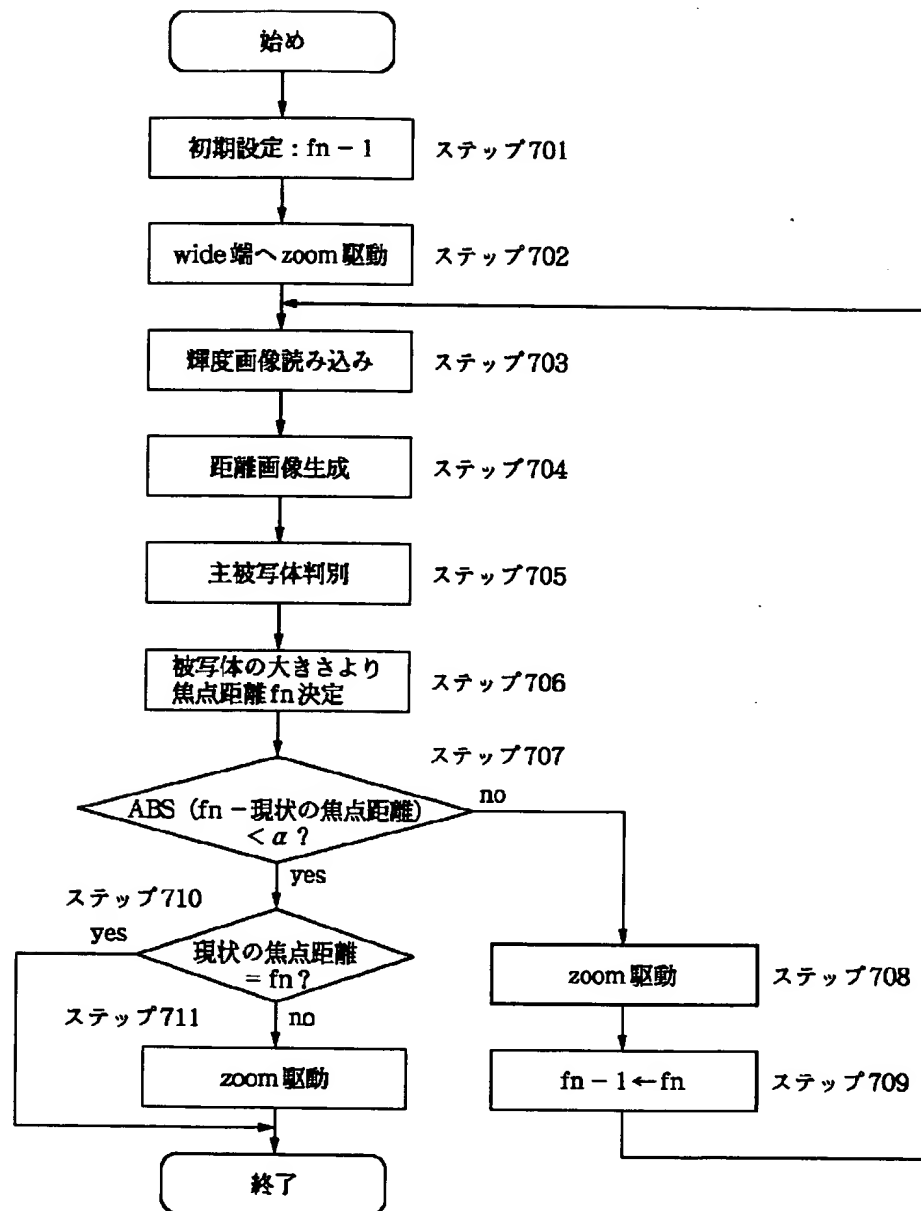 始め
初期設定：fn－1
ステップ701
wide端へzoom駆動
ステップ702
輝度画像読み込み
ステップ703
距離画像生成
ステップ704
主被写体判別
ステップ705
被写体の大きさより
焦点距離fn決定
ステップ706
ステップ707
ABS（fn－現状の焦点距離）
＜α？
no
yes
ステップ710
yes
現状の焦点距離
＝fn？
ステップ711
no
zoom駆動
zoom駆動
ステップ708
fn－1←fn
ステップ709
終了